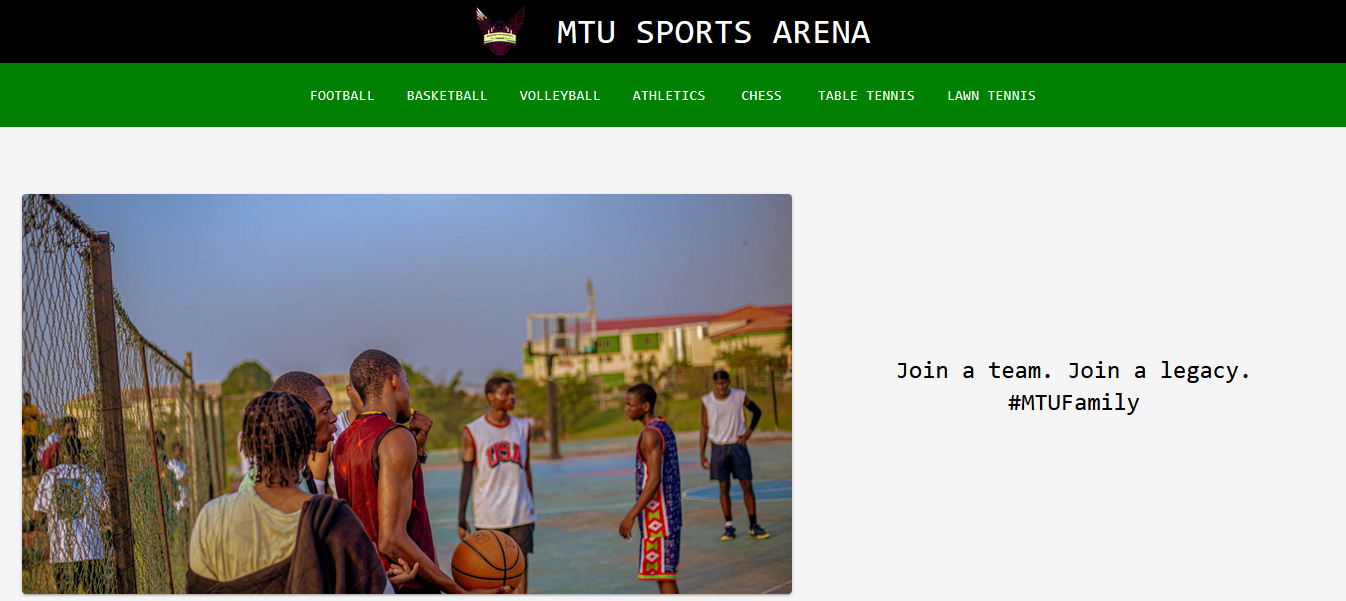 MTU SPORTS ARENA
FOOTBALL BASKETBALL VOLLEYBALL ATHLETICS CHESS TABLE TENNIS LAWN TENNIS
USA
Join a team. Join a legacy.
#MTUFamily